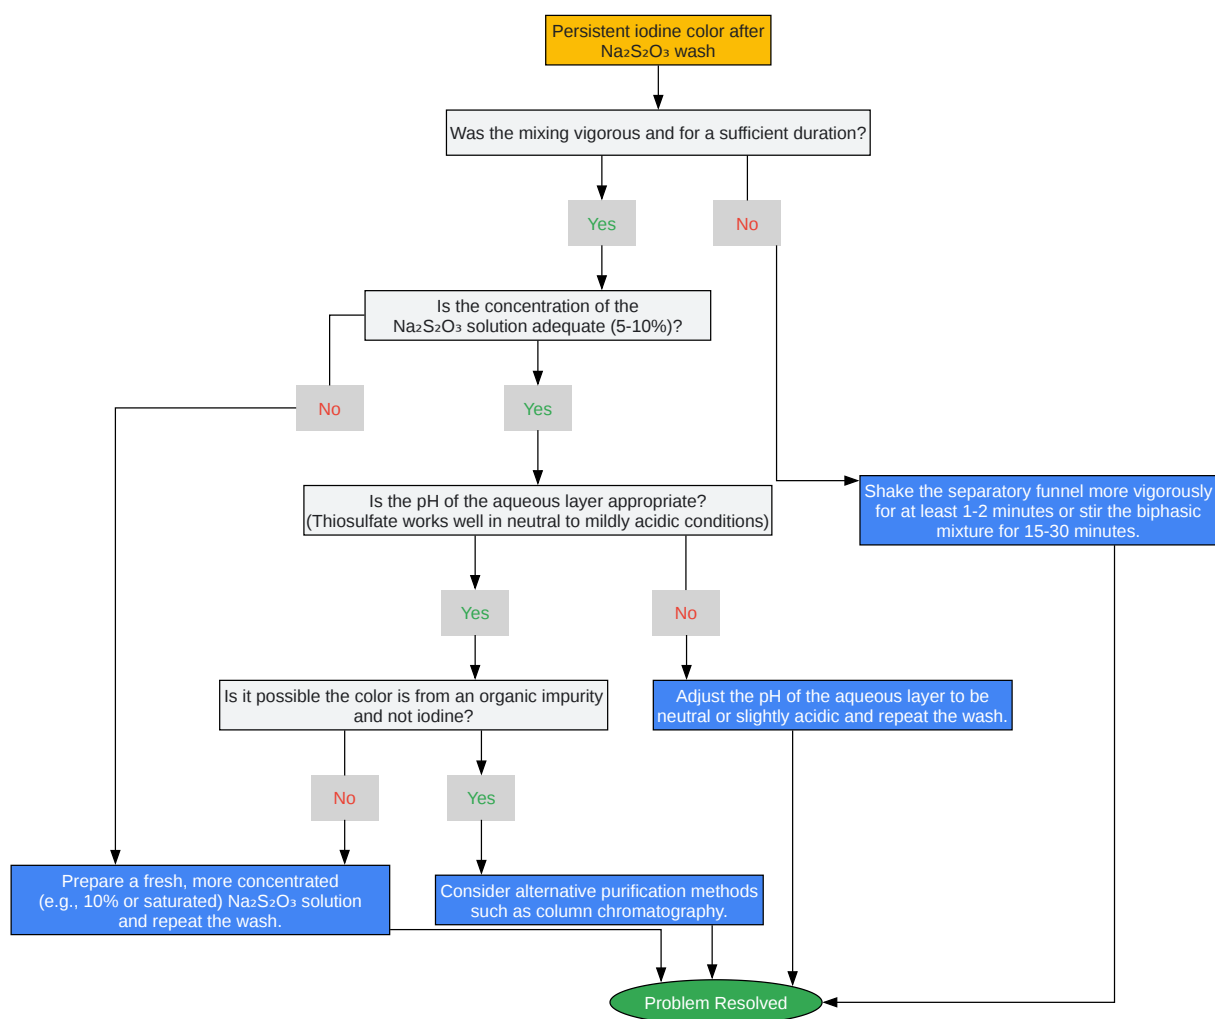 Persistent iodine color after
Na₂S₂O₃ wash
Was the mixing vigorous and for a sufficient duration?
Yes
No
Is the concentration of the
Na₂S₂O₃ solution adequate (5-10%)?
No
Yes
Is the pH of the aqueous layer appropriate?
(Thiosulfate works well in neutral to mildly acidic conditions)
Shake the separatory funnel more vigorously
for at least 1-2 minutes or stir the biphasic
mixture for 15-30 minutes.
Yes
No
Is it possible the color is from an organic impurity
and not iodine?
Adjust the pH of the aqueous layer to be
neutral or slightly acidic and repeat the wash.
No
Yes
Prepare a fresh, more concentrated
(e.g., 10% or saturated) Na₂S₂O₃ solution
and repeat the wash.
Consider alternative purification methods
such as column chromatography.
Problem Resolved